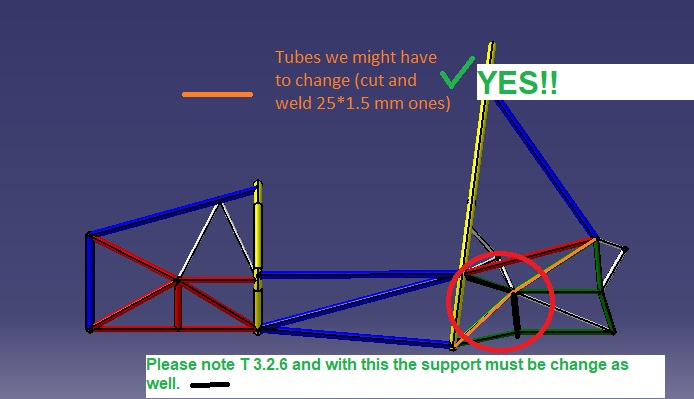 Tubes we might have
to change (cut and
weld 25*1.5 mm ones)
YES!!
Please note T 3.2.6 and with this the support must be change as
well.